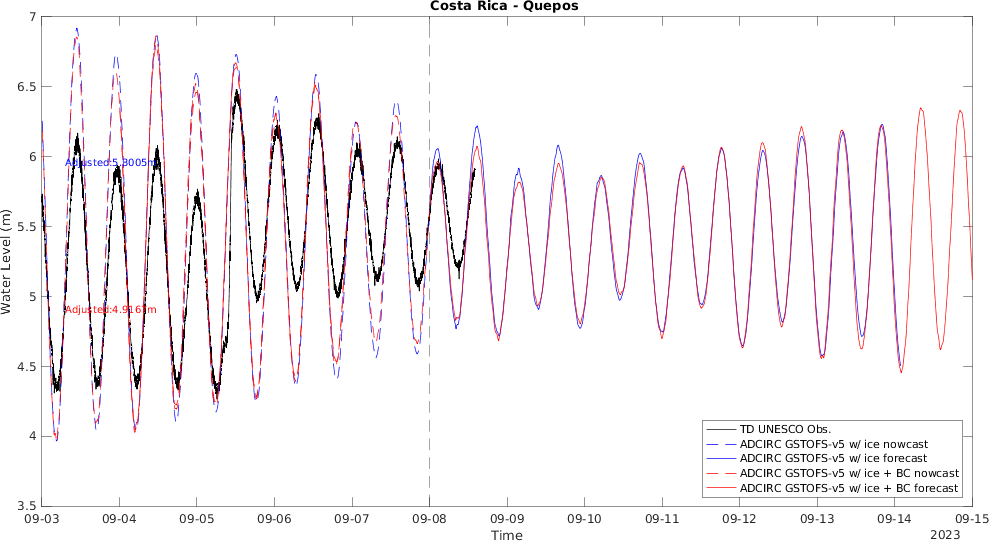 Costa Rica - Quepos
Water Level (m)
7
6.5
6
5.5
5
4.5
4
3.5
Adjusted:5.3005m
Adjusted:4.9167m
TD UNESCO Obs.
ADCIRC GSTOFS-v5 w/ ice nowcast
ADCIRC GSTOFS-v5 w/ ice forecast
ADCIRC GSTOFS-v5 w/ ice + BC nowcast
ADCIRC GSTOFS-v5 w/ ice + BC forecast
09-03 09-04 09-05 09-06 09-07 09-08 09-09 09-10 09-11 09-12 09-13 09-14 09-15
Time
2023